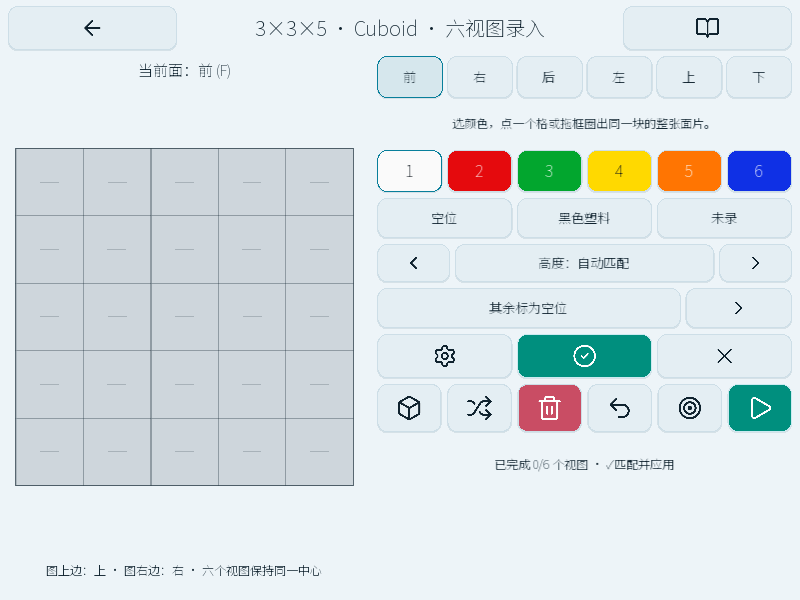 3×3×5 · Cuboid · 六视图录入
当前面：前 (F)
前 右 后 左 上 下
选颜色，点一个格或拖框圈出同一块的整张面片。
1 2 3 4 5 6
空位 黑色塑料 未录
高度：自动匹配
其余标为空位
已完成 0/6 个视图 · ✓匹配并应用
图上边：上 · 图右边：右 · 六个视图保持同一中心